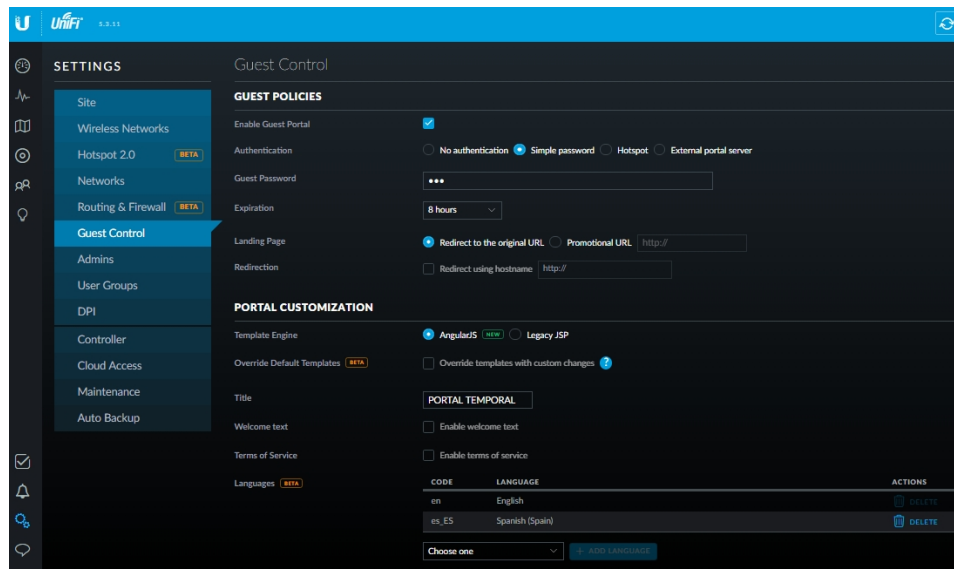 UniFi 5.3.11
SETTINGS
Site
Wireless Networks
Hotspot 2.0 BETA
Networks
Routing & Firewall BETA
Guest Control
Admins
User Groups
DPI
Controller
Cloud Access
Maintenance
Auto Backup
Guest Control
GUEST POLICIES
Enable Guest Portal
Authentication No authentication Simple password Hotspot External portal server
Guest Password •••
Expiration 8 hours
Landing Page Redirect to the original URL Promotional URL http://
Redirection Redirect using hostname http://
PORTAL CUSTOMIZATION
Template Engine AngularJS NEW Legacy JSP
Override Default Templates BETA Override templates with custom changes ?
Title PORTAL TEMPORAL
Welcome text Enable welcome text
Terms of Service Enable terms of service
Languages BETA CODE LANGUAGE ACTIONS
en English DELETE
es_ES Spanish (Spain) DELETE
Choose one + ADD LANGUAGE